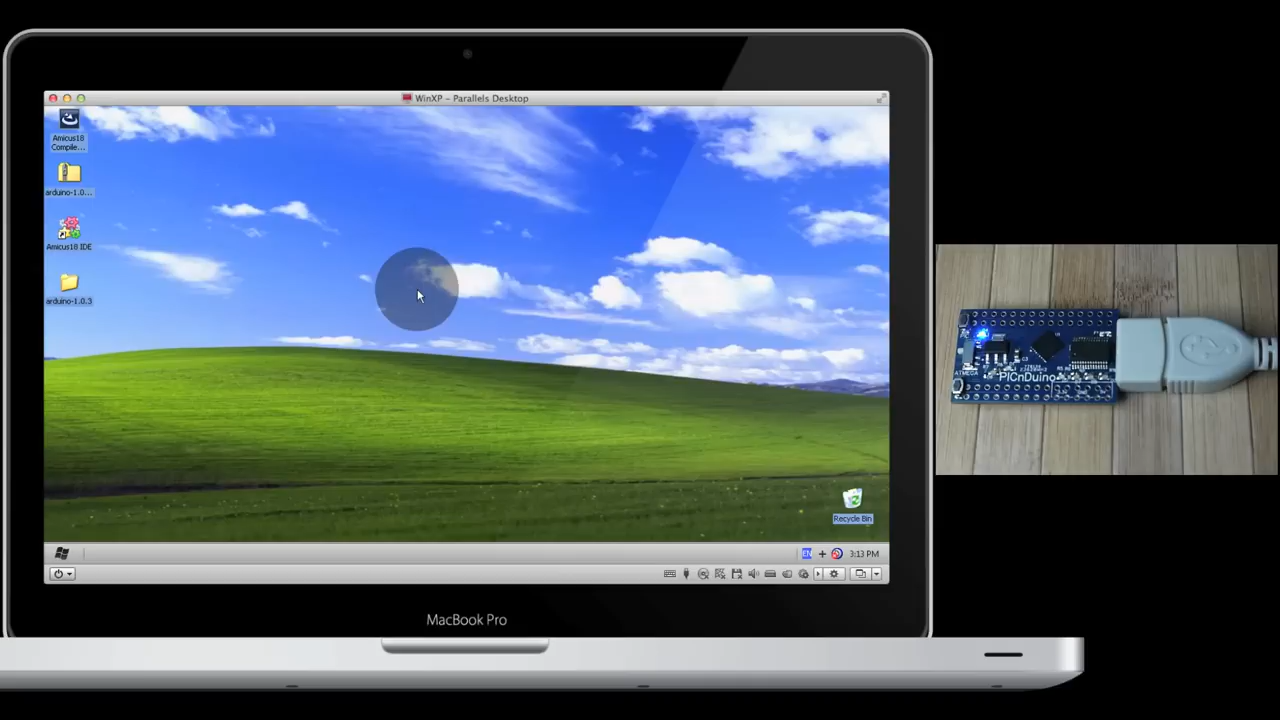 WinXP - Parallels Desktop
Amicus18
Compile...
arduino-1.0...
Amicus18 IDE
arduino-1.0.3
Recycle Bin
EN
3:13 PM
MacBook Pro
ATMEGA
PICnDuino